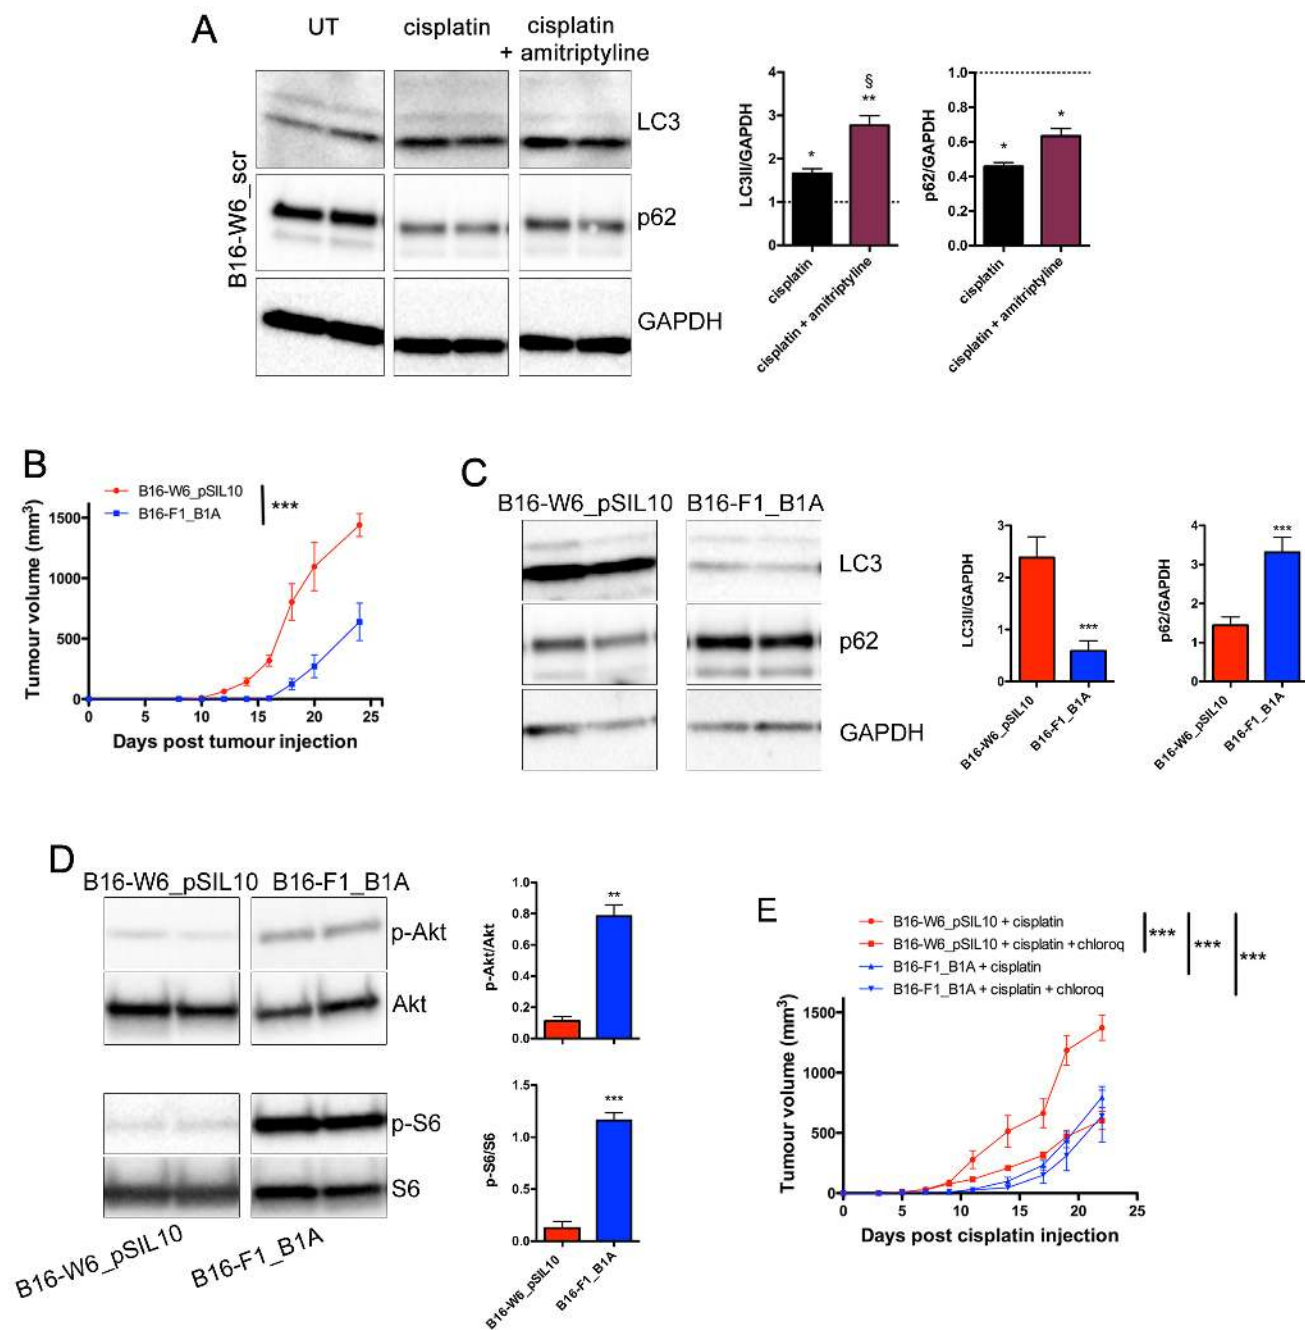 A
UT
cisplatin
cisplatin
+ amitriptyline
B16-W6_scr
LC3
p62
GAPDH
LC3II/GAPDH
4
3
2
1
0
*
§
**
cisplatin
cisplatin + amitriptyline
p62/GAPDH
1.0
0.8
0.6
0.4
0.2
0.0
*
*
cisplatin
cisplatin + amitriptyline
B
B16-W6_pSIL10
B16-F1_B1A
***
Tumour volume (mm³)
1500
1000
500
0
0 5 10 15 20 25
Days post tumour injection
C
B16-W6_pSIL10 B16-F1_B1A
LC3
p62
GAPDH
LC3II/GAPDH
3
2
1
0
***
B16-W6_pSIL10
B16-F1_B1A
p62/GAPDH
4
3
2
1
0
***
B16-W6_pSIL10
B16-F1_B1A
D
B16-W6_pSIL10 B16-F1_B1A
p-Akt
Akt
p-S6
S6
B16-W6_pSIL10
B16-F1_B1A
p-Akt/Akt
1.0
0.8
0.6
0.4
0.2
0.0
**
p-S6/S6
1.5
1.0
0.5
0.0
***
B16-W6_pSIL10
B16-F1_B1A
E
B16-W6_pSIL10 + cisplatin
B16-W6_pSIL10 + cisplatin + chloroq
B16-F1_B1A + cisplatin
B16-F1_B1A + cisplatin + chloroq
***
***
***
Tumour volume (mm³)
1500
1000
500
0
0 5 10 15 20 25
Days post cisplatin injection